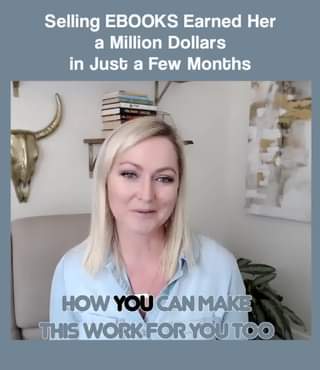 Selling EBOOKS Earned Her
a Million Dollars
in Just a Few Months
HOW YOU CAN MAKE
THIS WORK FOR YOU TOO